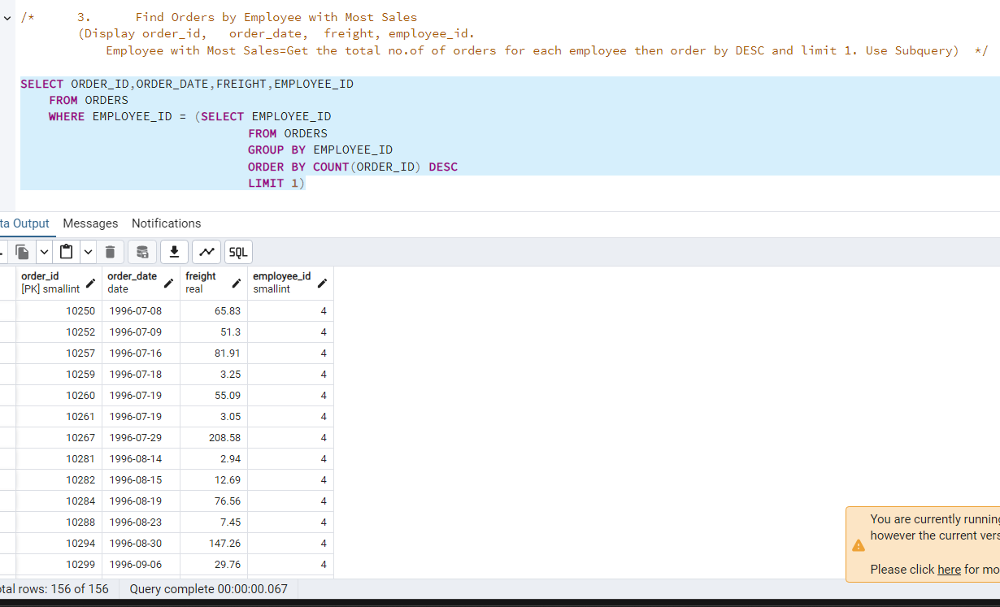 /* 3. Find Orders by Employee with Most Sales
(Display order_id, order_date, freight, employee_id.
Employee with Most Sales=Get the total no.of of orders for each employee then order by DESC and limit 1. Use Subquery) */
SELECT ORDER_ID,ORDER_DATE,FREIGHT,EMPLOYEE_ID
FROM ORDERS
WHERE EMPLOYEE_ID = (SELECT EMPLOYEE_ID
FROM ORDERS
GROUP BY EMPLOYEE_ID
ORDER BY COUNT(ORDER_ID) DESC
LIMIT 1)
ta Output Messages Notifications
SQL
order_id order_date freight employee_id
[PK] smallint date real smallint
10250 1996-07-08 65.83 4
10252 1996-07-09 51.3 4
10257 1996-07-16 81.91 4
10259 1996-07-18 3.25 4
10260 1996-07-19 55.09 4
10261 1996-07-19 3.05 4
10267 1996-07-29 208.58 4
10281 1996-08-14 2.94 4
10282 1996-08-15 12.69 4
10284 1996-08-19 76.56 4
10288 1996-08-23 7.45 4
10294 1996-08-30 147.26 4
10299 1996-09-06 29.76 4
You are currently running
however the current vers
Please click here for mo
otal rows: 156 of 156 Query complete 00:00:00.067